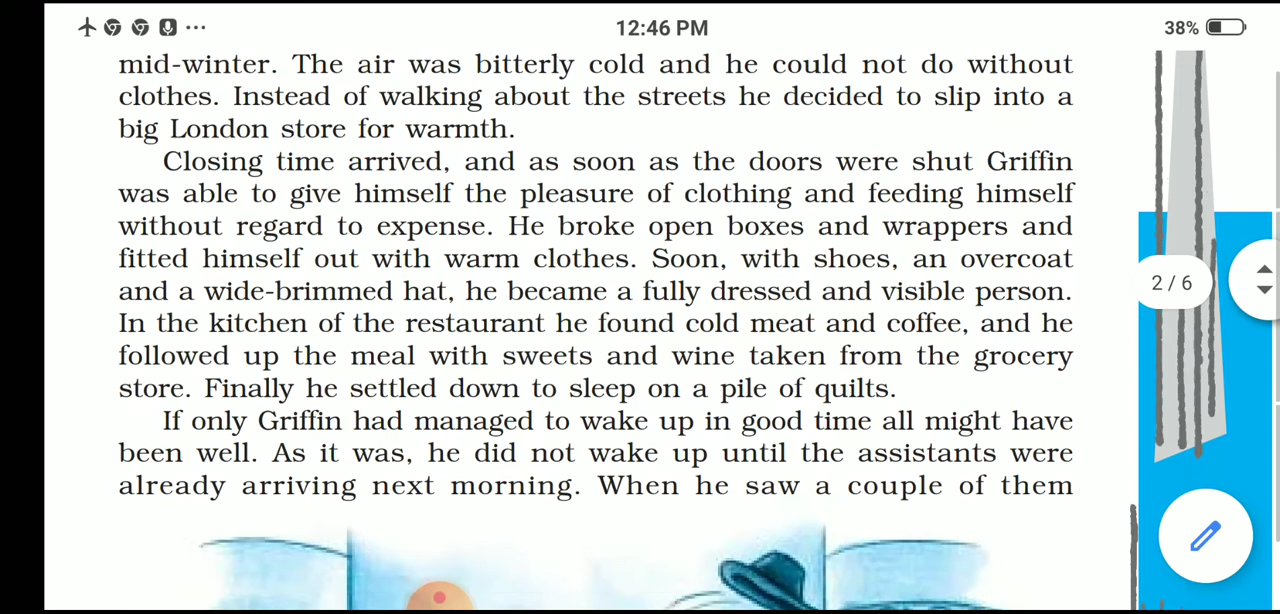 12:46 PM
38%
mid-winter. The air was bitterly cold and he could not do without
clothes. Instead of walking about the streets he decided to slip into a
big London store for warmth.
Closing time arrived, and as soon as the doors were shut Griffin
was able to give himself the pleasure of clothing and feeding himself
without regard to expense. He broke open boxes and wrappers and
fitted himself out with warm clothes. Soon, with shoes, an overcoat
and a wide-brimmed hat, he became a fully dressed and visible person.
In the kitchen of the restaurant he found cold meat and coffee, and he
followed up the meal with sweets and wine taken from the grocery
store. Finally he settled down to sleep on a pile of quilts.
If only Griffin had managed to wake up in good time all might have
been well. As it was, he did not wake up until the assistants were
already arriving next morning. When he saw a couple of them
2 / 6